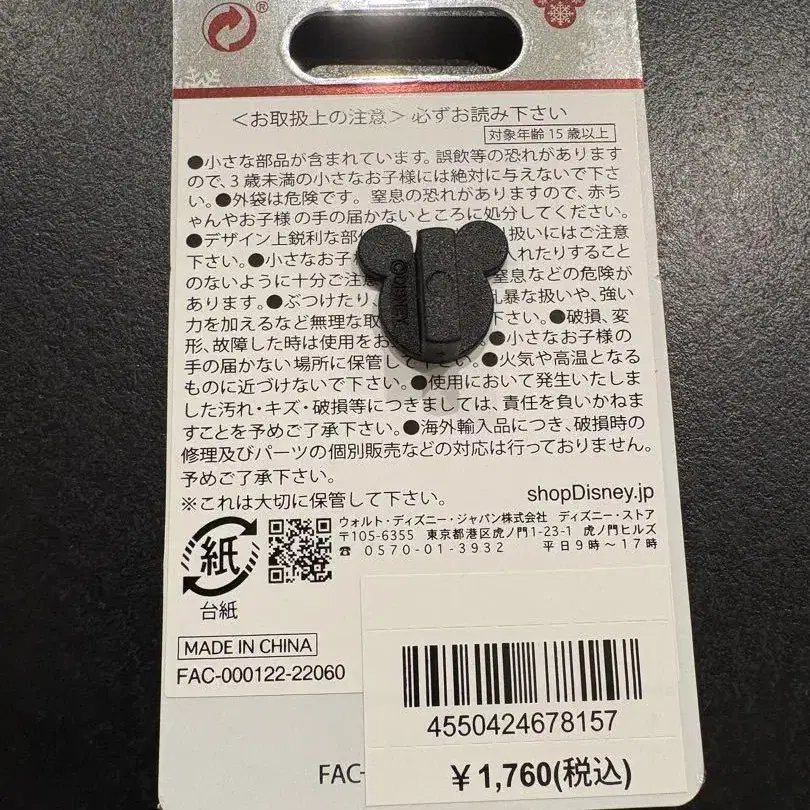 ®
<お取扱上の注意> 必ずお読み下さい
対象年齢 15 歳以上
●小さな部品が含まれています。誤飲等の恐れがあります
ので、3 歳未満の小さなお子様には絶対に与えないで下さ
い。●外袋は危険です。窒息の恐れがありますので、赤ち
ゃんやお子様の手の届かないところに処分してください。
●デザイン上鋭利な部 扱いにはご注意
下さい。●小さなお子 入れたりすること
のないように十分ご注 窒息などの危険が
あります。●ぶつけたり、 乱暴な扱いや、強い
力を加えるなど無理な取 下さい。●破損、変
形、故障した時は使用をお ●小さなお子様の
手の届かない場所に保管して下さい。●火気や高温となる
ものに近づけないで下さい。●使用において発生いたしま
した汚れ・キズ・破損等につきましては、責任を負いかねま
すことを予めご了承下さい。●海外輸入品につき、破損時の
修理及びパーツの個別販売などの対応は行っておりません。
予めご了承下さい。
※これは大切に保管して下さい。
©DISNEY
shopDisney.jp
紙
台紙
ウォルト・ディズニー・ジャパン株式会社 ディズニー・ストア
〒105-6355 東京都港区虎ノ門1-23-1 虎ノ門ヒルズ
☎ 0570-01-3932 平日9時～17時
MADE IN CHINA
FAC-000122-22060
4550424678157
FAC-
¥1,760(税込)